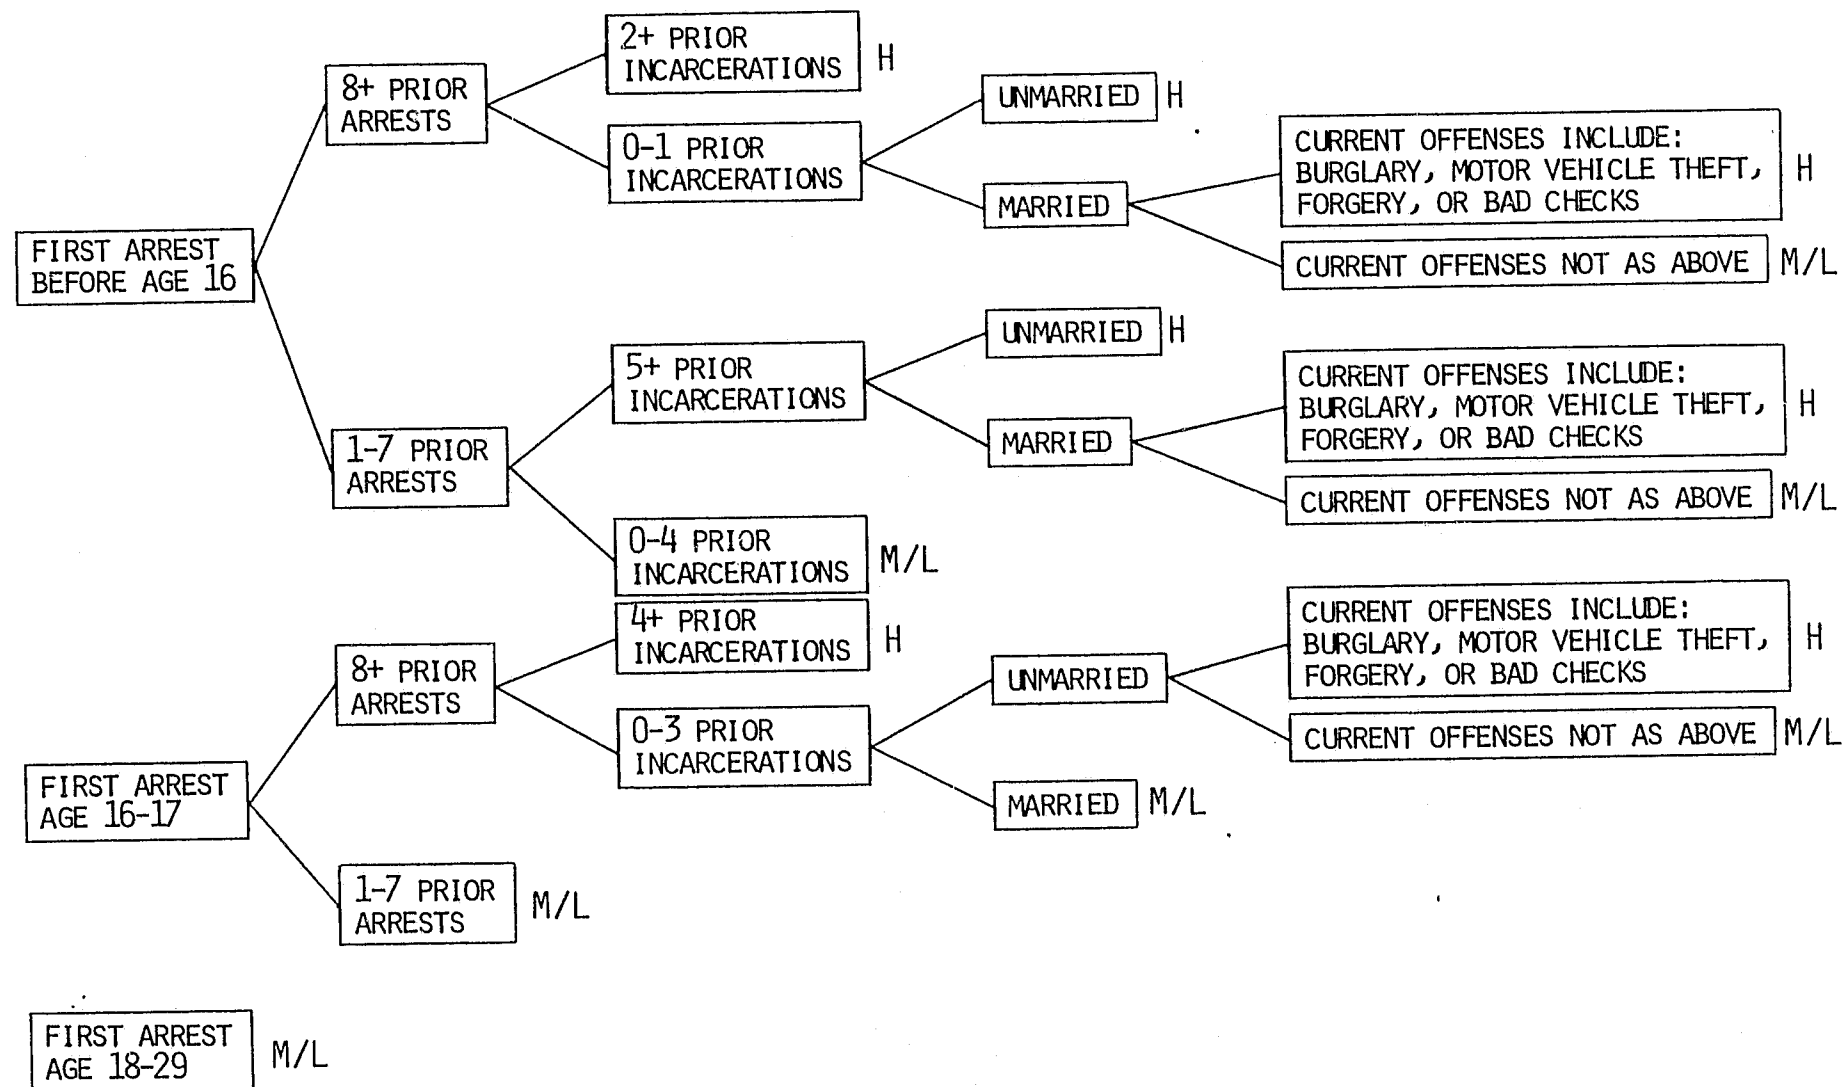 2+ PRIOR
INCARCERATIONS
H
8+ PRIOR
ARRESTS
UNMARRIED
H
0-1 PRIOR
INCARCERATIONS
CURRENT OFFENSES INCLUDE:
BURGLARY, MOTOR VEHICLE THEFT,
FORGERY, OR BAD CHECKS
H
MARRIED
FIRST ARREST
BEFORE AGE 16
CURRENT OFFENSES NOT AS ABOVE
M/L
UNMARRIED
H
5+ PRIOR
INCARCERATIONS
CURRENT OFFENSES INCLUDE:
BURGLARY, MOTOR VEHICLE THEFT,
FORGERY, OR BAD CHECKS
H
MARRIED
1-7 PRIOR
ARRESTS
CURRENT OFFENSES NOT AS ABOVE
M/L
0-4 PRIOR
INCARCERATIONS
M/L
4+ PRIOR
INCARCERATIONS
H
CURRENT OFFENSES INCLUDE:
BURGLARY, MOTOR VEHICLE THEFT,
FORGERY, OR BAD CHECKS
H
8+ PRIOR
ARRESTS
UNMARRIED
0-3 PRIOR
INCARCERATIONS
CURRENT OFFENSES NOT AS ABOVE
M/L
FIRST ARREST
AGE 16-17
MARRIED
M/L
1-7 PRIOR
ARRESTS
M/L
FIRST ARREST
AGE 18-29
M/L